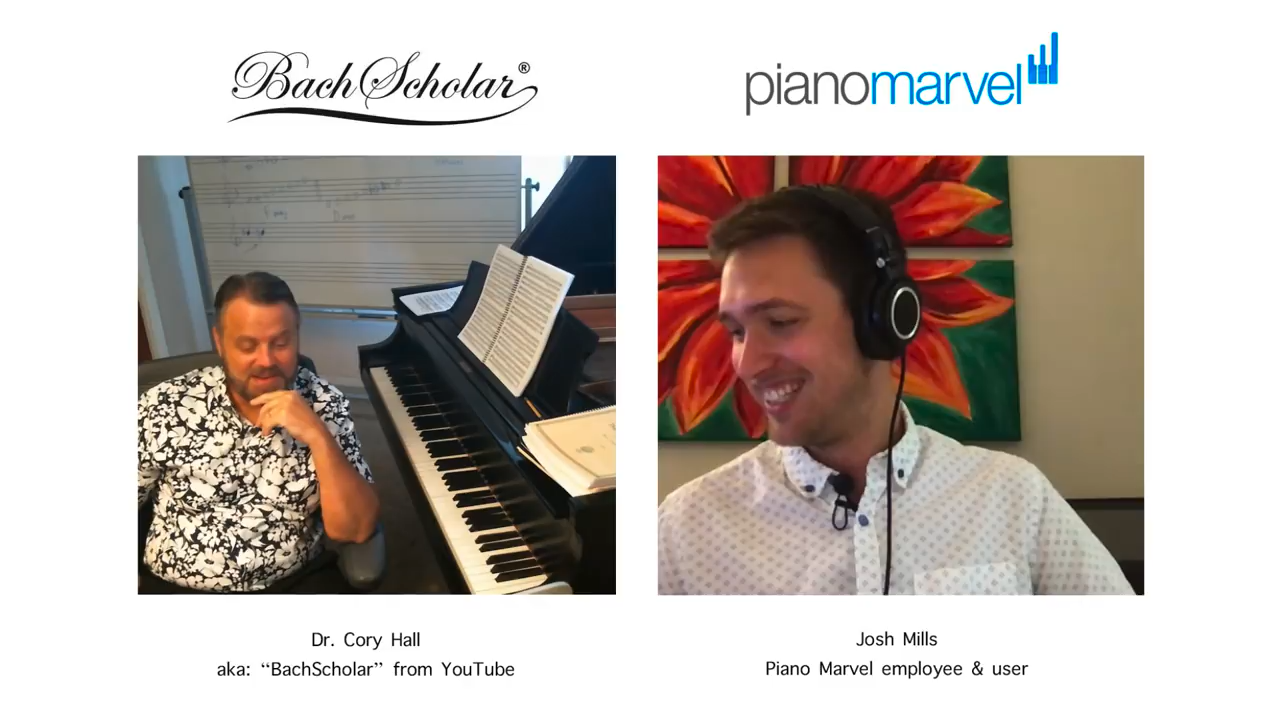 BachScholar®
pianomarvel
Dr. Cory Hall
aka: “BachScholar” from YouTube
Josh Mills
Piano Marvel employee & user